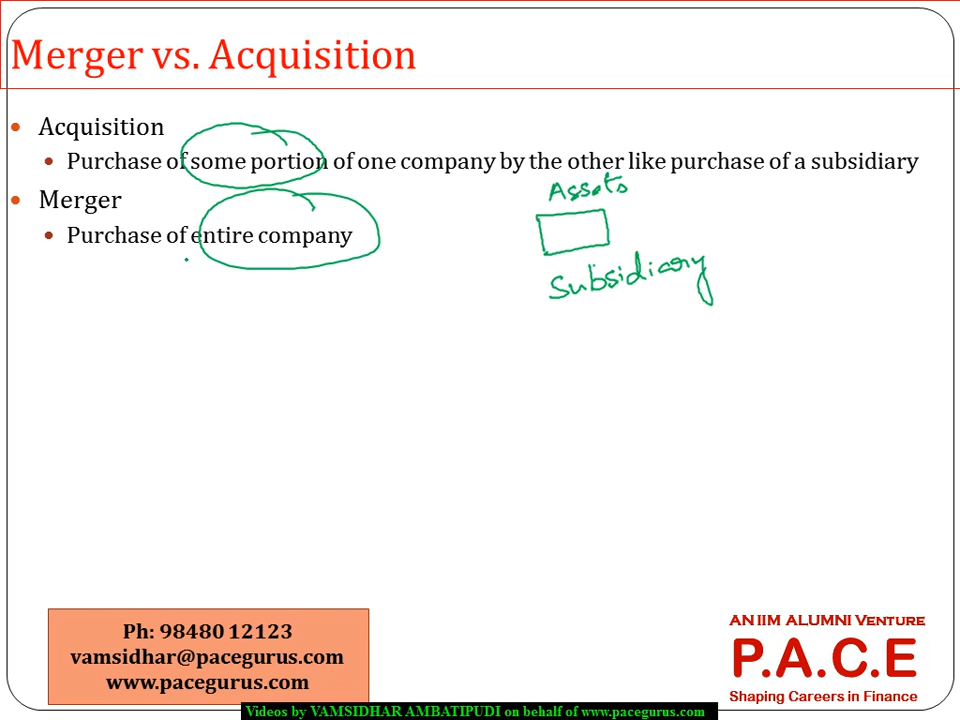 Merger vs. Acquisition
• Acquisition
• Purchase of some portion of one company by the other like purchase of a subsidiary
Assets
• Merger
• Purchase of entire company
Subsidiary
Ph: 98480 12123
vamsidhar@pacegurus.com
www.pacegurus.com
AN IIM ALUMNI VENTURE
P.A.C.E
Shaping Careers in Finance
Videos by VAMSIDHAR AMBATIPUDI on behalf of www.pacegurus.com